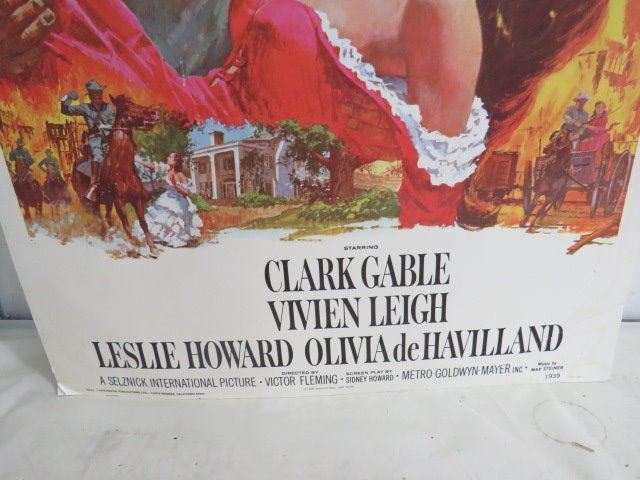 STARRING
CLARK GABLE
VIVIEN LEIGH
LESLIE HOWARD OLIVIA de HAVILLAND
A SELZNICK INTERNATIONAL PICTURE · DIRECTED BY VICTOR FLEMING · SCREEN PLAY BY SIDNEY HOWARD · METRO-GOLDWYN-MAYER INC · Music by MAX STEINER
1939